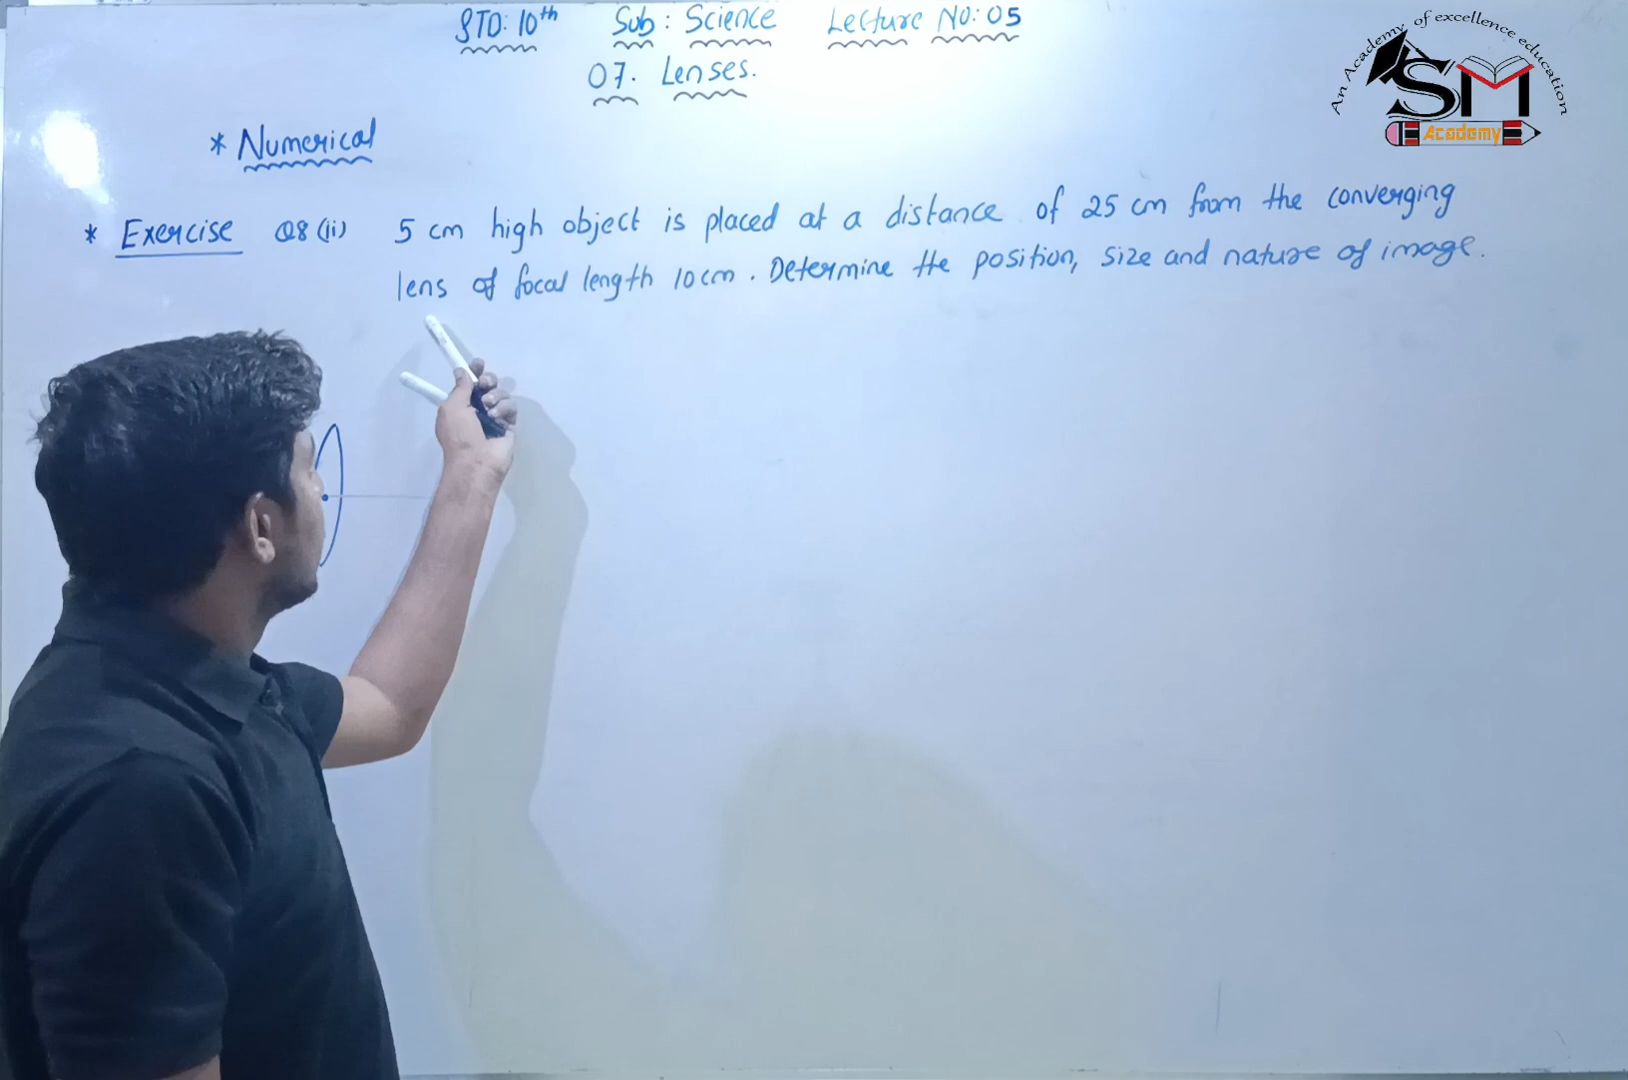 STD: 10th Sub: Science Lecture NO: 05
07. Lenses.
An Academy of excellence education
SM
Academy
* Numerical
* Exercise Q8 (ii) 5 cm high object is placed at a distance of 25 cm from the converging
lens of focal length 10 cm. Determine the position, size and nature of image.